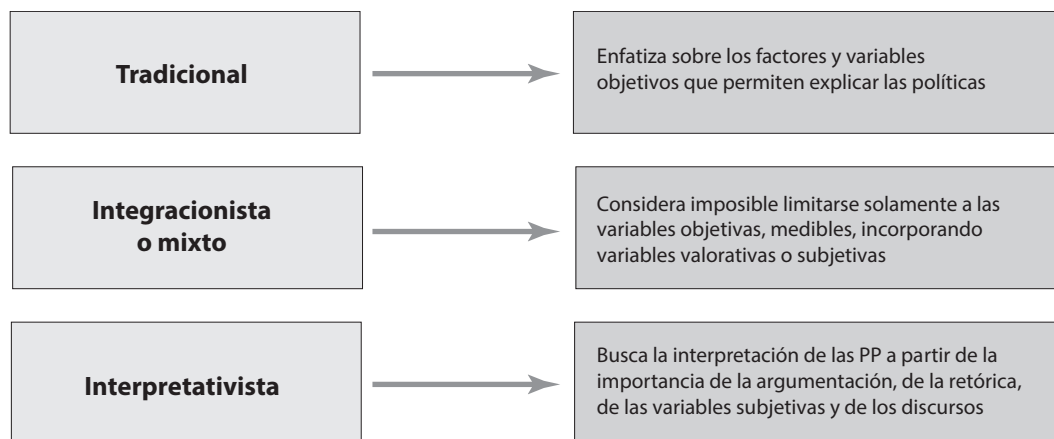 Tradicional
Enfatiza sobre los factores y variables
objetivos que permiten explicar las políticas
Integracionista
o mixto
Considera imposible limitarse solamente a las
variables objetivas, medibles, incorporando
variables valorativas o subjetivas
Interpretativista
Busca la interpretación de las PP a partir de la
importancia de la argumentación, de la retórica,
de las variables subjetivas y de los discursos